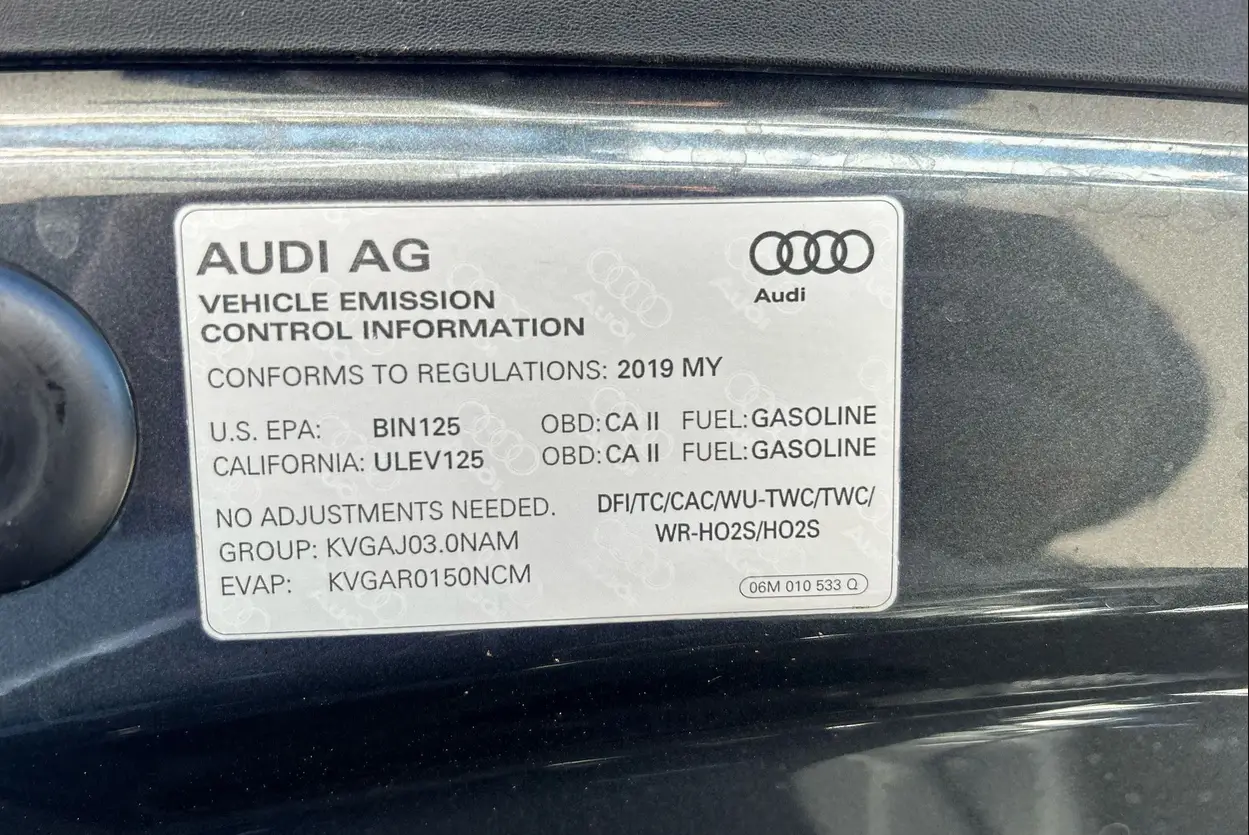 AUDI AG
Audi
VEHICLE EMISSION
CONTROL INFORMATION
CONFORMS TO REGULATIONS: 2019 MY
U.S. EPA: BIN125 OBD: CA II FUEL: GASOLINE
CALIFORNIA: ULEV125 OBD: CA II FUEL: GASOLINE
NO ADJUSTMENTS NEEDED.
GROUP: KVGAJ03.0NAM
EVAP: KVGAR0150NCM
DFI/TC/CAC/WU-TWC/TWC/
WR-HO2S/HO2S
06M 010 533 Q